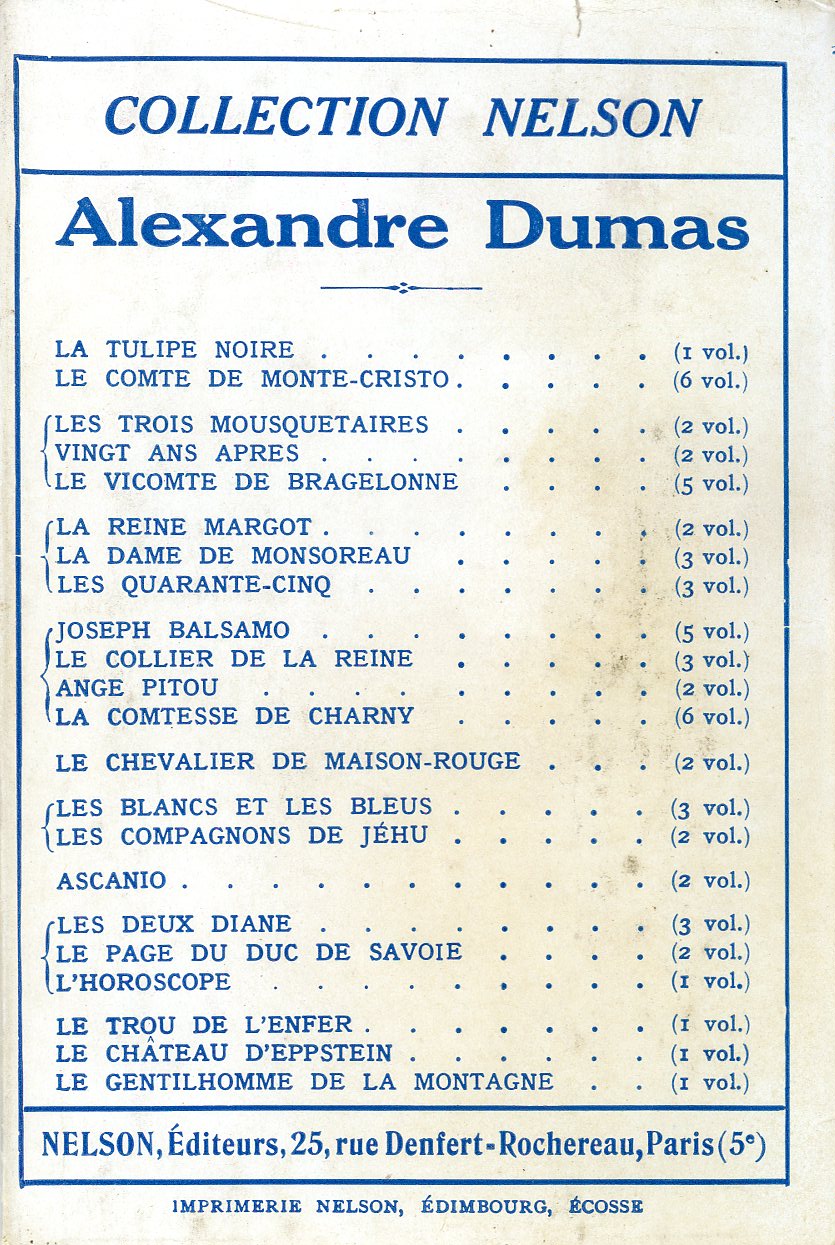 COLLECTION NELSON
Alexandre Dumas
LA TULIPE NOIRE . . . . . . . . (1 vol.)
LE COMTE DE MONTE-CRISTO . . . . . (6 vol.)
LES TROIS MOUSQUETAIRES . . . . . (2 vol.)
VINGT ANS APRES . . . . . . . . (2 vol.)
LE VICOMTE DE BRAGELONNE . . . . (5 vol.)
LA REINE MARGOT . . . . . . . . (2 vol.)
LA DAME DE MONSOREAU . . . . . (3 vol.)
LES QUARANTE-CINQ . . . . . . . (3 vol.)
JOSEPH BALSAMO . . . . . . . . (5 vol.)
LE COLLIER DE LA REINE . . . . . (3 vol.)
ANGE PITOU . . . . . . . . . (2 vol.)
LA COMTESSE DE CHARNY . . . . . (6 vol.)
LE CHEVALIER DE MAISON-ROUGE . . . (2 vol.)
LES BLANCS ET LES BLEUS . . . . . (3 vol.)
LES COMPAGNONS DE JÉHU . . . . . (2 vol.)
ASCANIO . . . . . . . . . . . (2 vol.)
LES DEUX DIANE . . . . . . . . (3 vol.)
LE PAGE DU DUC DE SAVOIE . . . . (2 vol.)
L'HOROSCOPE . . . . . . . . . (1 vol.)
LE TROU DE L'ENFER . . . . . . . (1 vol.)
LE CHÂTEAU D'EPPSTEIN . . . . . . (1 vol.)
LE GENTILHOMME DE LA MONTAGNE . . (1 vol.)
NELSON, Éditeurs, 25, rue Denfert-Rochereau, Paris (5e)
IMPRIMERIE NELSON, ÉDIMBOURG, ÉCOSSE